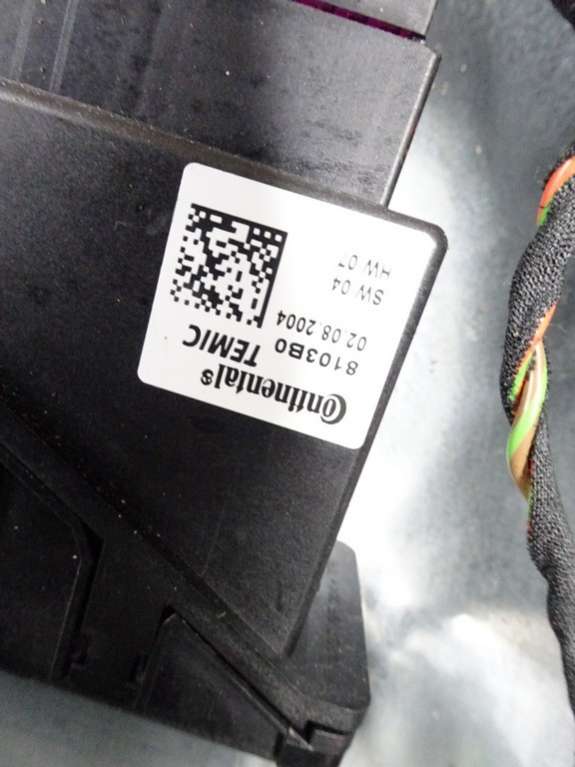 Continental®
TEMIC
8103B0
02.08.2004
SW 04
HW 07